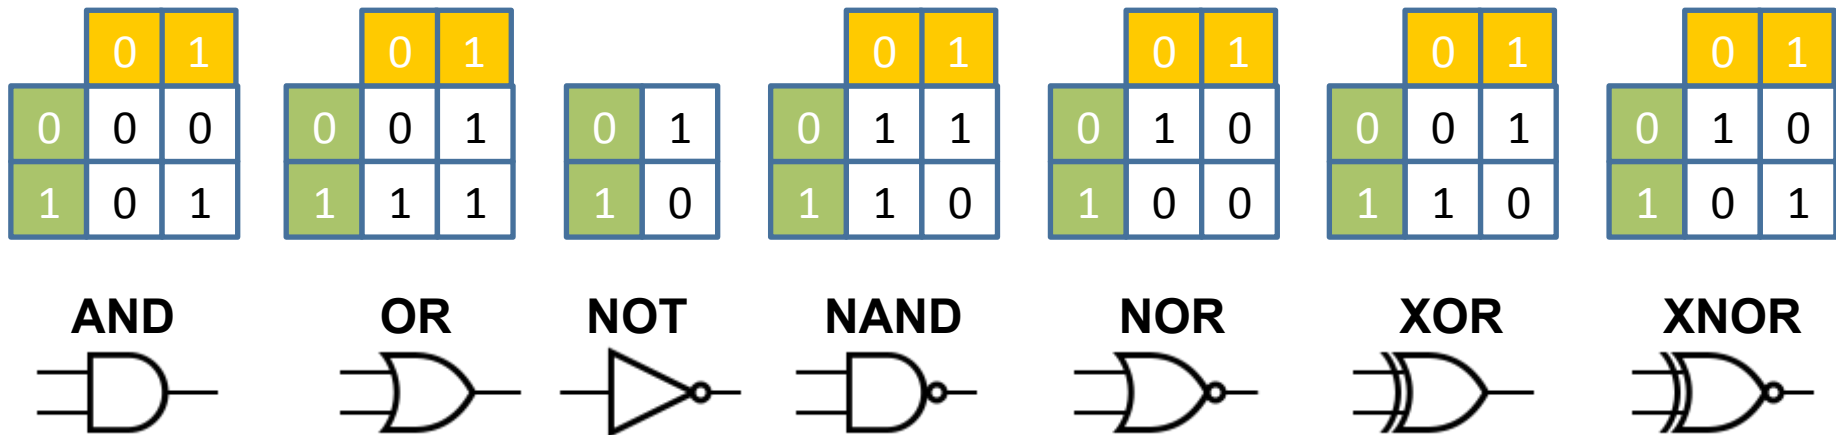 0 1 0 1 0 1 0 1 0 1 0 1
0 0 0 0 0 1 0 1 0 1 1 0 1 0 0 0 1 0 1 0
1 0 1 1 1 1 1 0 1 1 0 1 0 0 1 1 0 1 0 1
AND OR NOT NAND NOR XOR XNOR